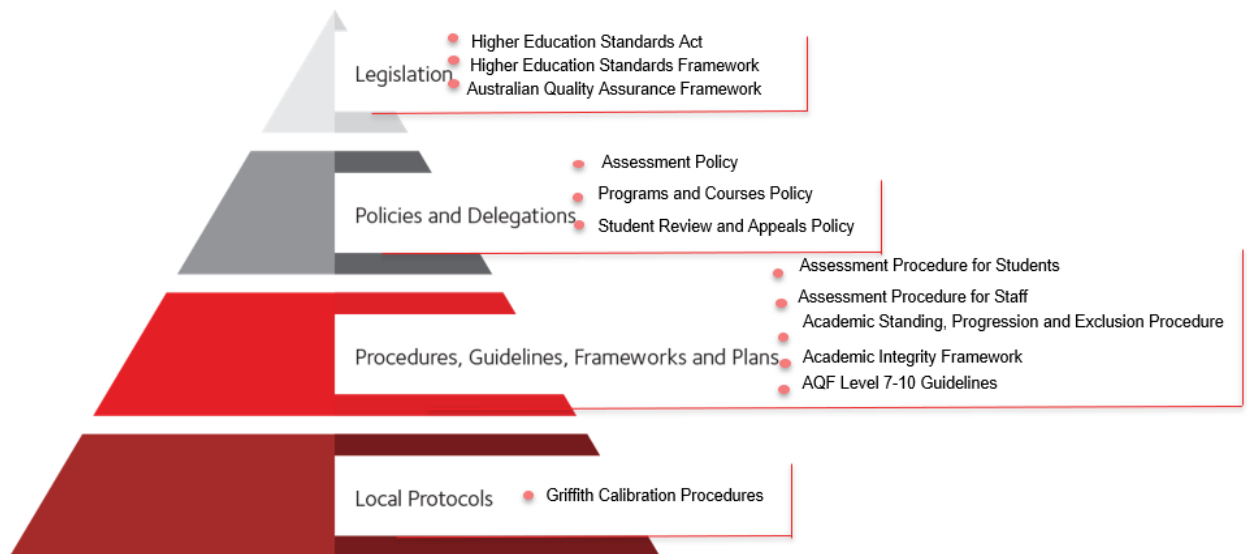 Legislation
Higher Education Standards Act
Higher Education Standards Framework
Australian Quality Assurance Framework
Policies and Delegations
Assessment Policy
Programs and Courses Policy
Student Review and Appeals Policy
Procedures, Guidelines, Frameworks and Plans
Assessment Procedure for Students
Assessment Procedure for Staff
Academic Standing, Progression and Exclusion Procedure
Academic Integrity Framework
AQF Level 7-10 Guidelines
Local Protocols
Griffith Calibration Procedures